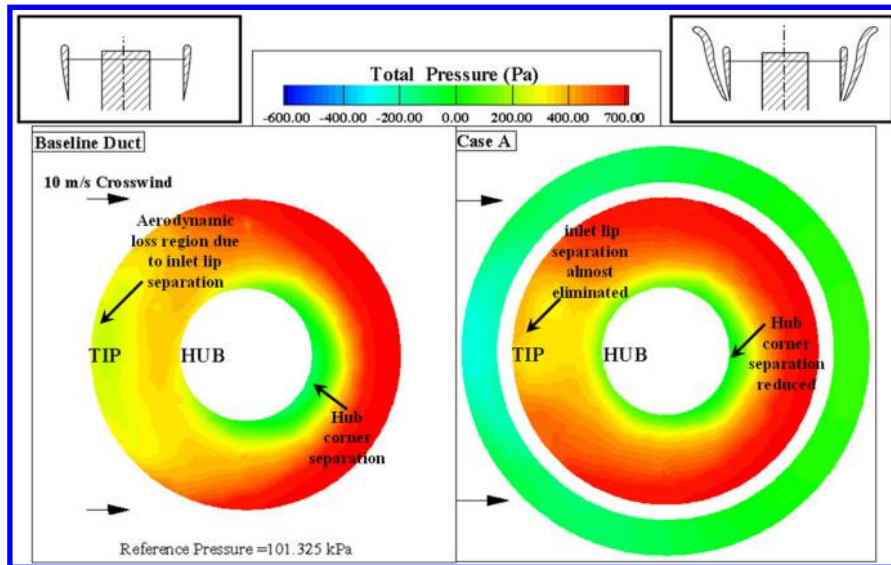 Total Pressure (Pa)
-600.00 -400.00 -200.00 0.00 200.00 400.00 700.00
Baseline Duct
10 m/s Crosswind
Aerodynamic
loss region due
to inlet lip
separation
TIP
HUB
Hub
corner
separation
Reference Pressure =101.325 kPa
Case A
inlet lip
separation
almost
eliminated
TIP
HUB
Hub
corner
separation
reduced